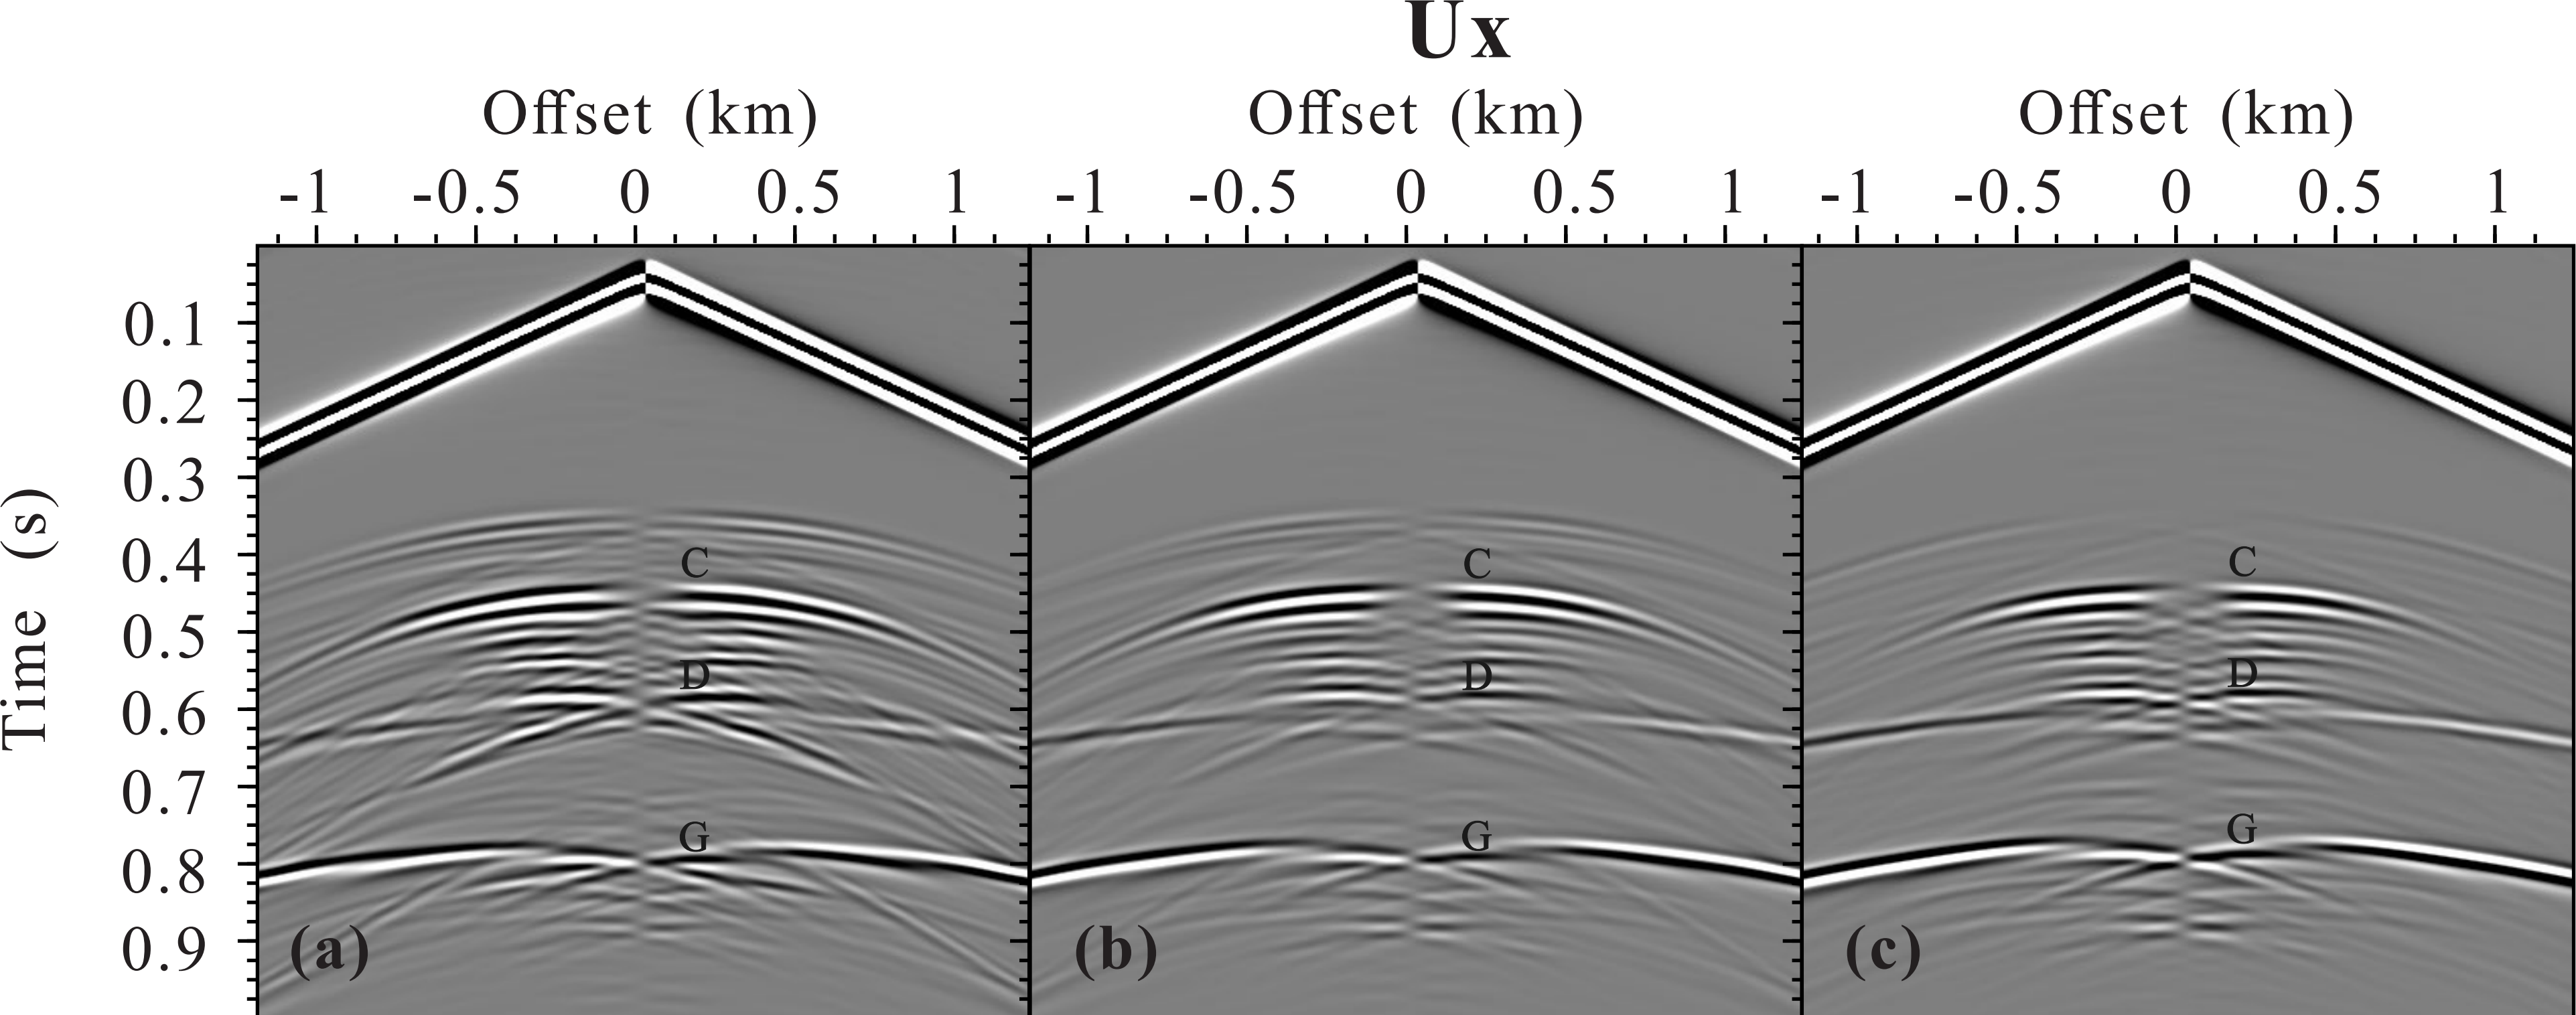 Ux
Offset (km) Offset (km) Offset (km)
-1 -0.5 0 0.5 1 -1 -0.5 0 0.5 1 -1 -0.5 0 0.5 1
Time (s)
0.1
0.2
0.3
0.4
0.5
0.6
0.7
0.8
0.9
C C C
D D D
G G G
(a) (b) (c)